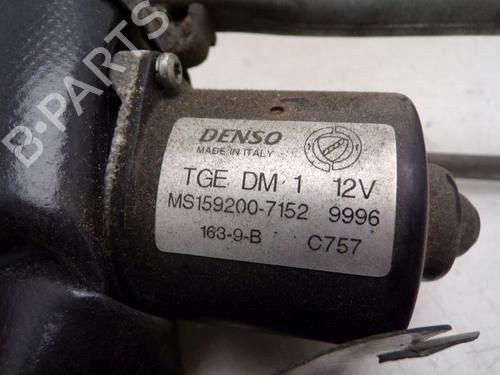 B-PARTS
DENSO
MADE IN ITALY
TGE DM 1 12V
MS159200-7152 9996
163-9-B C757